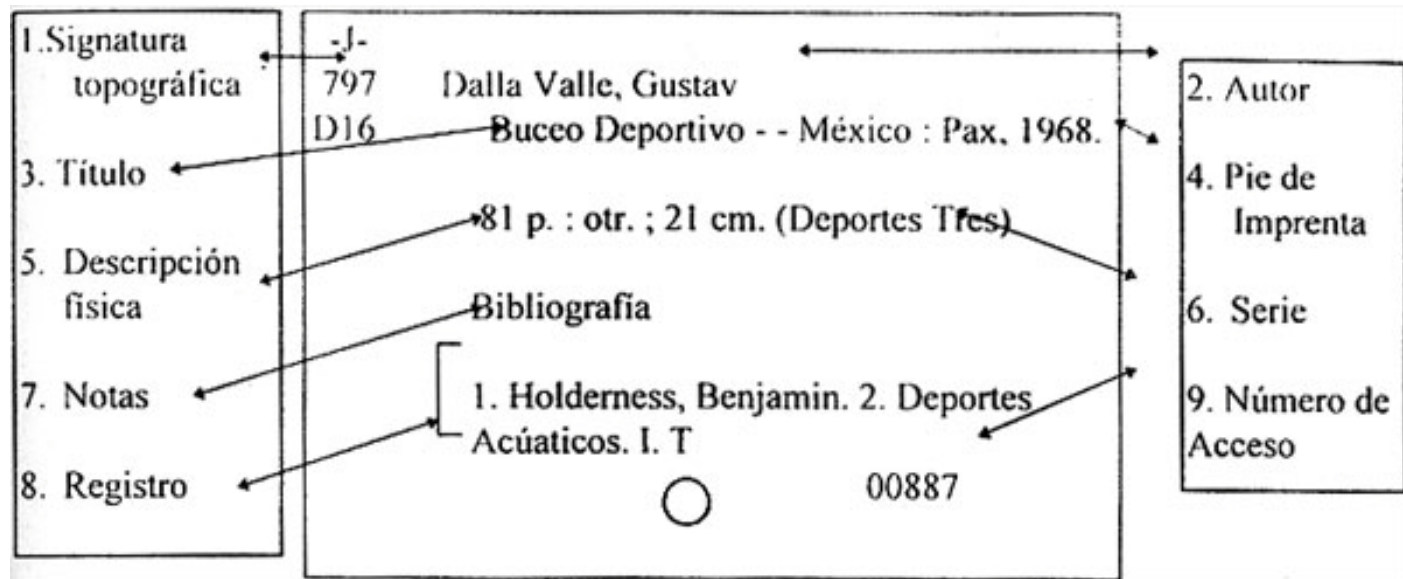 1.Signatura
topográfica
3. Título
5. Descripción
física
7. Notas
8. Registro
-J-
797 Dalla Valle, Gustav
D16 Buceo Deportivo - - México : Pax, 1968.
81 p. : otr. ; 21 cm. (Deportes Tres)
Bibliografía
1. Holderness, Benjamin. 2. Deportes
Acúaticos. I. T
00887
2. Autor
4. Pie de
Imprenta
6. Serie
9. Número de
Acceso